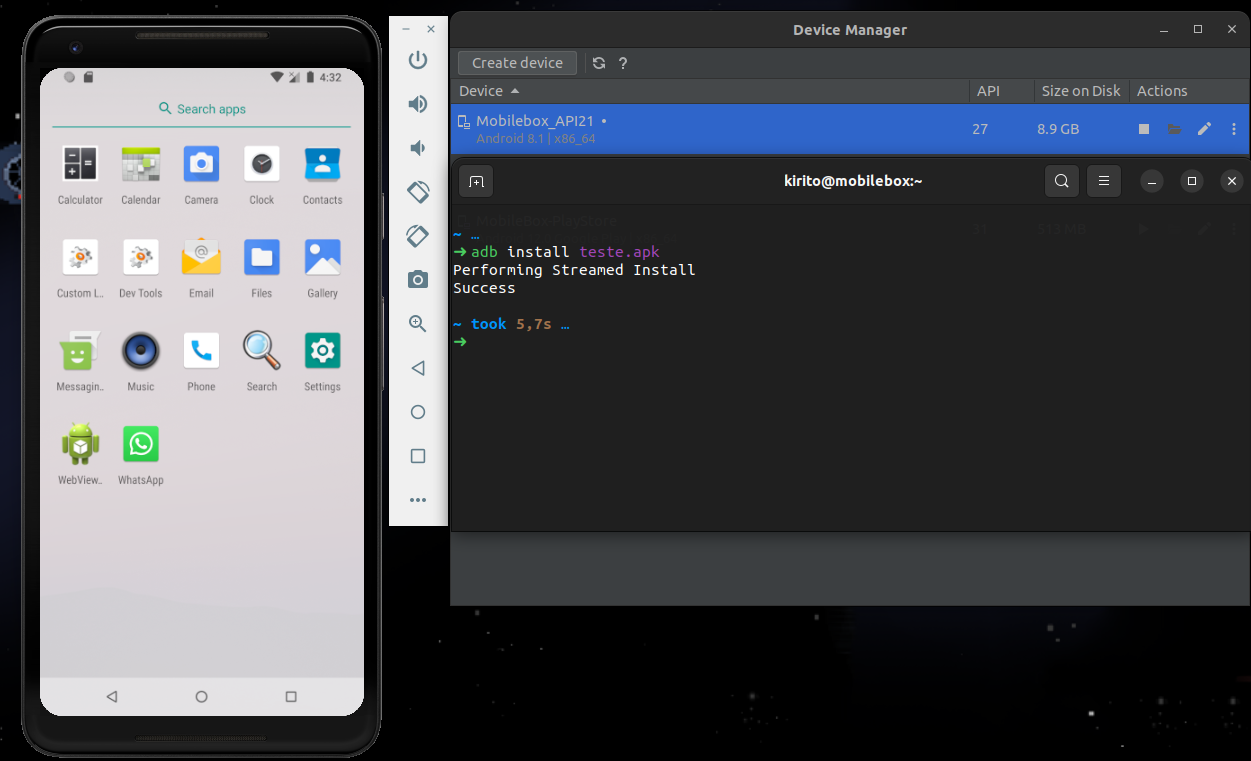 4:32
Search apps
Calculator Calendar Camera Clock Contacts
Custom L.. Dev Tools Email Files Gallery
Messagin.. Music Phone Search Settings
WebView.. WhatsApp
Device Manager
Create device ?
Device API Size on Disk Actions
Mobilebox_API21 • 27 8.9 GB
Android 8.1 | x86_64
kirito@mobilebox:~
MobileBox PlayStore
31 513 MB
~ …
➜ adb install teste.apk
Performing Streamed Install
Success
~ took 5,7s …
➜